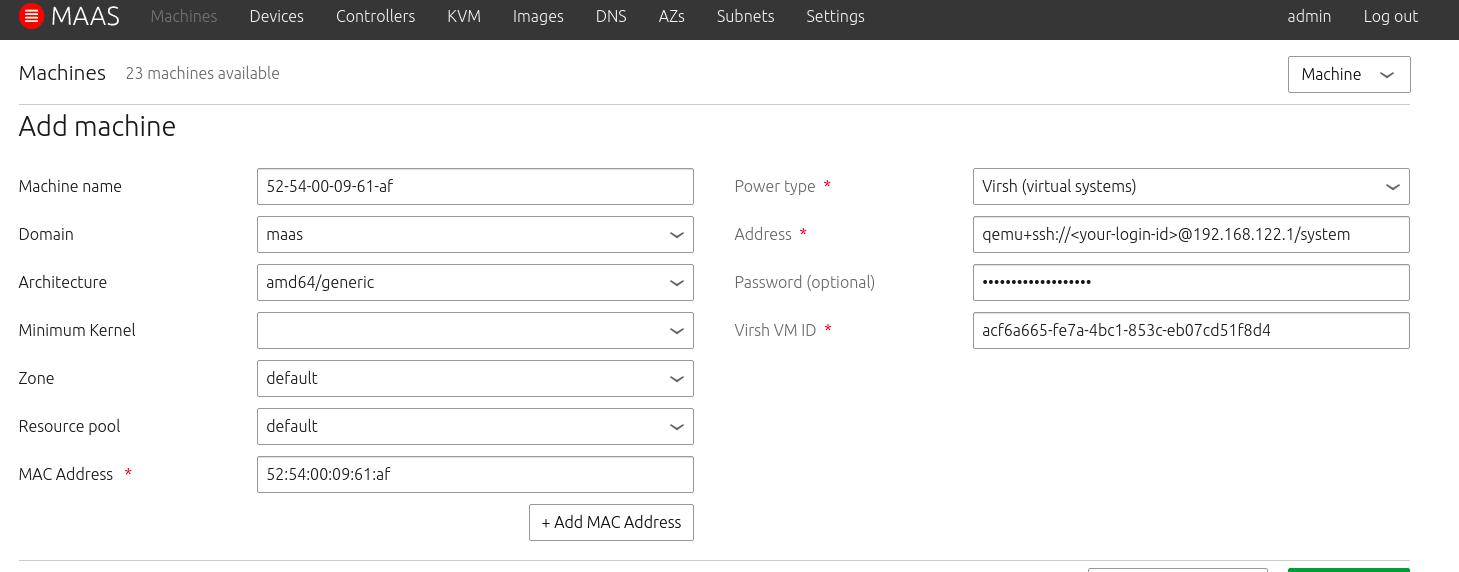 MAAS Machines Devices Controllers KVM Images DNS AZs Subnets Settings admin Log out
Machines 23 machines available Machine
Add machine
Machine name 52-54-00-09-61-af Power type * Virsh (virtual systems)
Domain maas Address * qemu+ssh://<your-login-id>@192.168.122.1/system
Architecture amd64/generic Password (optional) •••••••••••••••••••
Minimum Kernel Virsh VM ID * acf6a665-fe7a-4bc1-853c-eb07cd51f8d4
Zone default
Resource pool default
MAC Address * 52:54:00:09:61:af
+ Add MAC Address